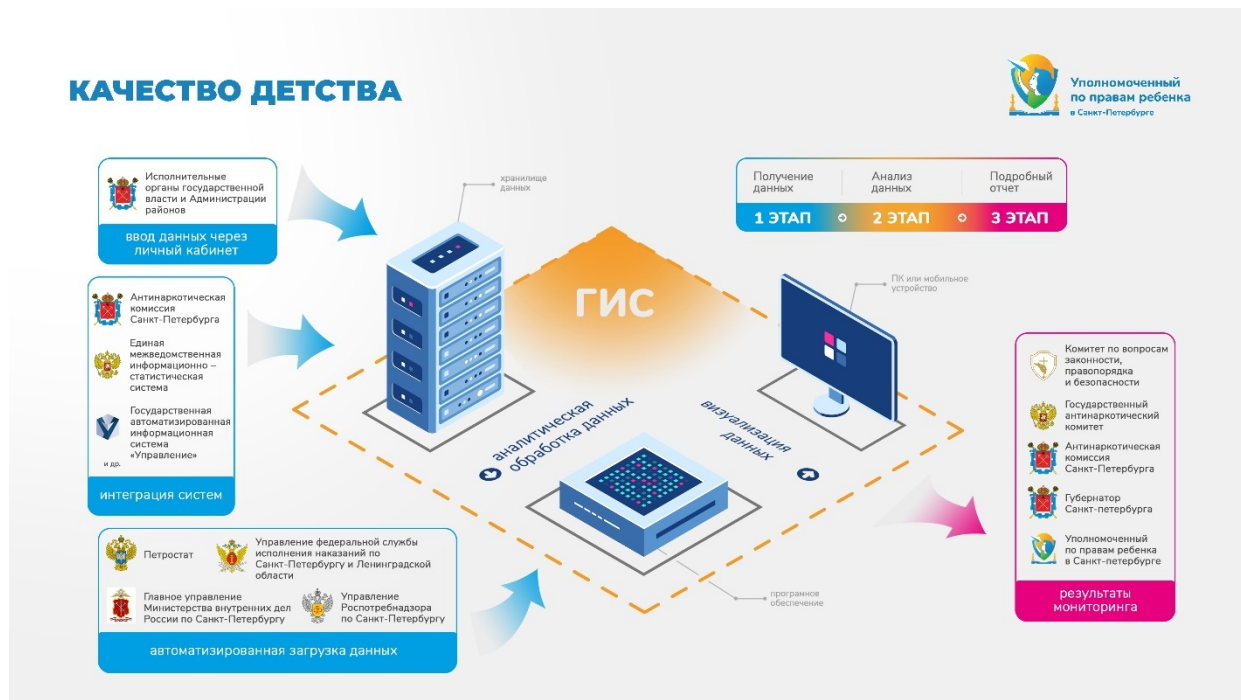 КАЧЕСТВО ДЕТСТВА
Уполномоченный
по правам ребенка
в Санкт-Петербурге
Исполнительные
органы государственной
власти и Администрации
районов
ввод данных через
личный кабинет
хранилище
данных
Получение
данных
Анализ
данных
Подробный
отчет
1 ЭТАП
2 ЭТАП
3 ЭТАП
Антинаркотическая
комиссия
Санкт-Петербурга
Единая
межведомственная
информационно –
статистическая
система
Государственная
автоматизированная
информационная
система
«Управление»
и др.
интеграция систем
ГИС
ПК или мобильное
устройство
аналитическая
обработка данных
визуализация
данных
програмное
обеспечение
Петростат
Управление федеральной службы
исполнения наказаний по
Санкт-Петербургу и Ленинградской
области
Главное управление
Министерства внутренних дел
России по Санкт-Петербургу
Управление
Роспотребнадзора
по Санкт-Петербургу
автоматизированная загрузка данных
Комитет по вопросам
законности,
правопорядка
и безопасности
Государственный
антинаркотический
комитет
Антинаркотическая
комиссия
Санкт-Петербурга
Губернатор
Санкт-петербурга
Уполномоченный
по правам ребенка
в Санкт-петербурге
результаты
мониторинга